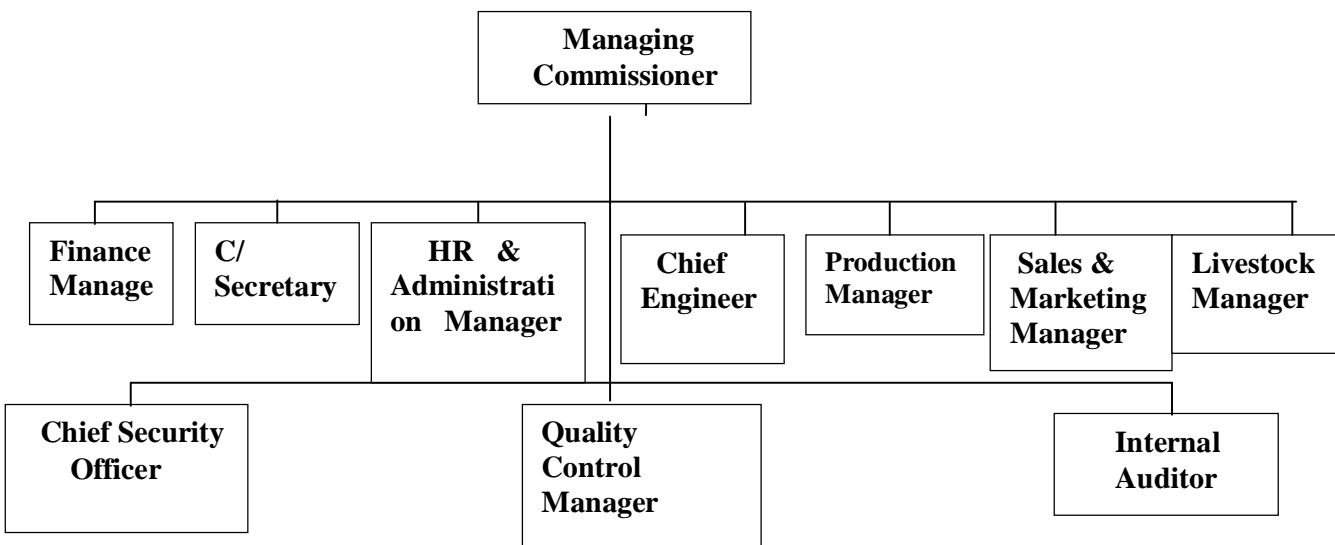 Managing
Commissioner
Finance
Manage
C/
Secretary
HR &
Administrati
on Manager
Chief
Engineer
Production
Manager
Sales &
Marketing
Manager
Livestock
Manager
Chief Security
Officer
Quality
Control
Manager
Internal
Auditor